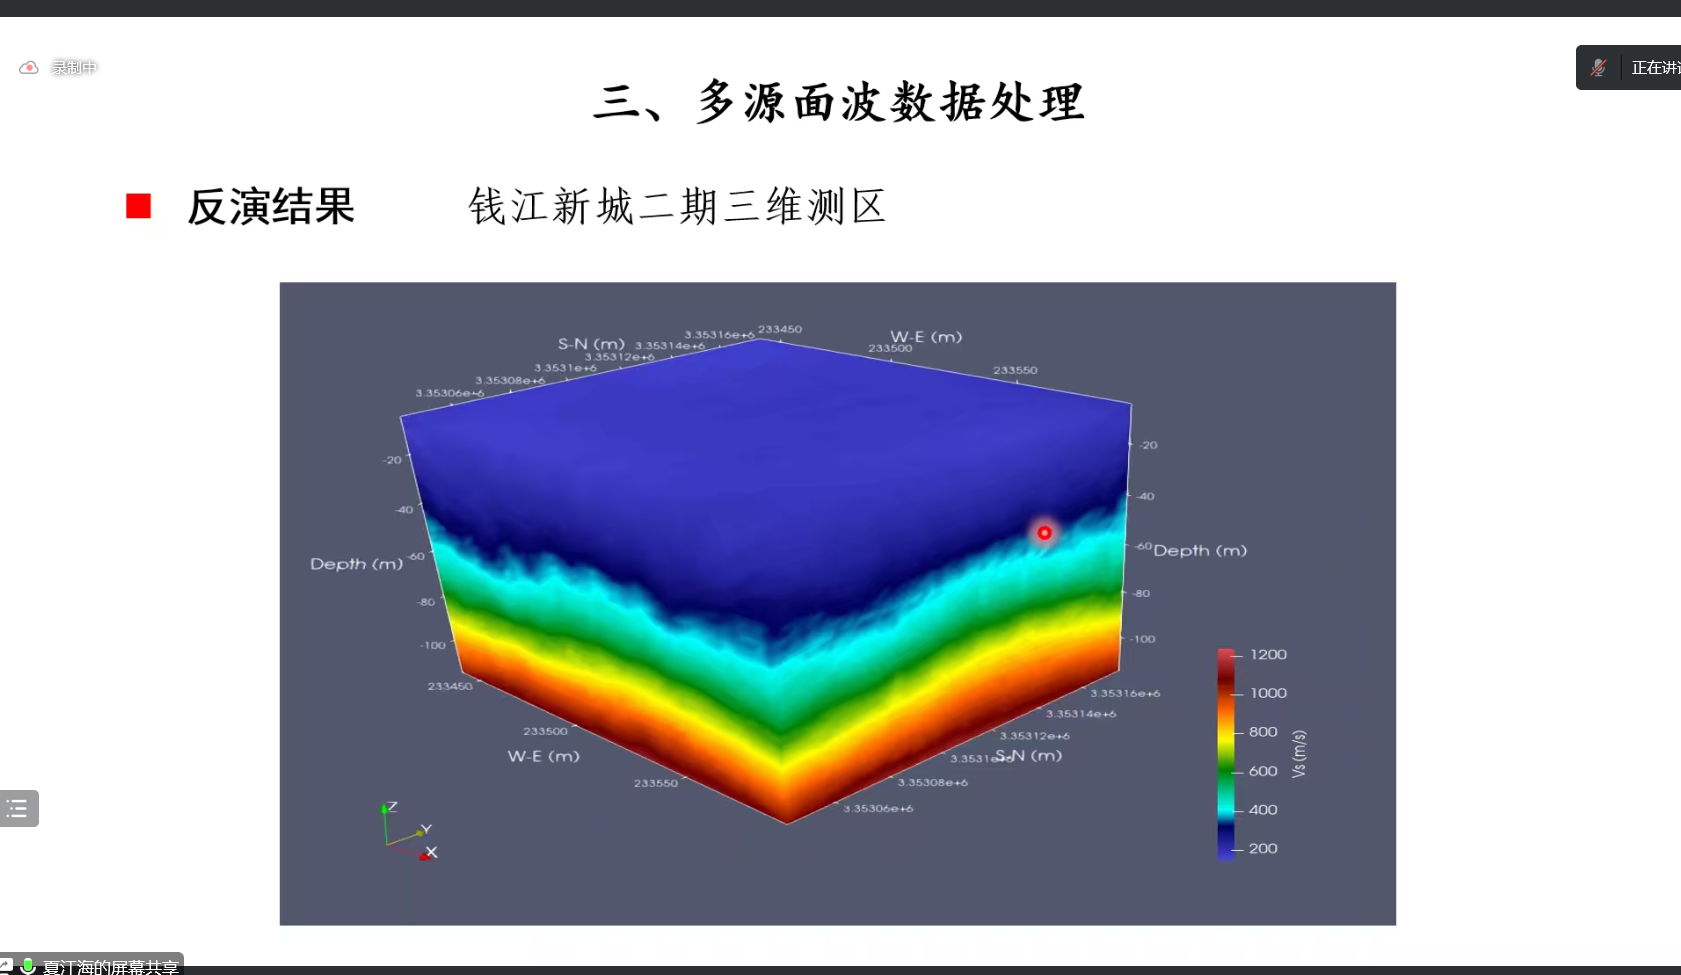 录制中
正在讲
三、多源面波数据处理
反演结果 钱江新城二期三维测区
3.35316e+6 233450
S-N (m) 3.35314e+6 W-E (m)
3.35312e+6 233500
3.3531e+6 233550
3.35308e+6
3.35306e+6
-20 -20
-40 -40
Depth (m) -60 -60 Depth (m)
-80 -80
-100 -100
233450 3.35316e+6
233500 3.35314e+6
W-E (m) 3.35312e+6
3.3531e+6 S-N (m)
233550 3.35308e+6
3.35306e+6
1200
1000
800
600
400
200
Vs (m/s)
Z
Y
X
夏江海的屏幕共享